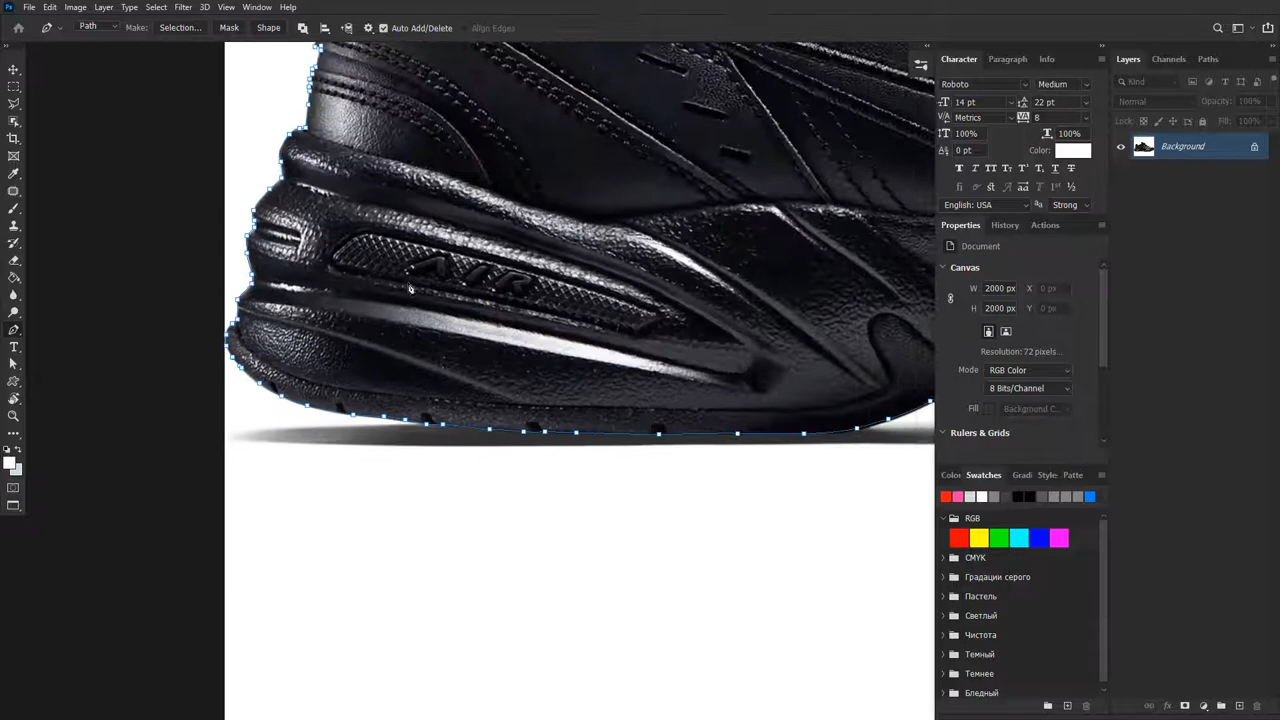 Ps File Edit Image Layer Type Select Filter 3D View Window Help
Path Make: Selection... Mask Shape Auto Add/Delete Align Edges
Character Paragraph Info
Roboto Medium
14 pt 22 pt
Metrics 8
100% 100%
0 pt Color:
English: USA Strong
Properties History Actions
Document
Canvas
W 2000 px X 0 px
H 2000 px Y 0 px
Resolution: 72 pixels...
Mode RGB Color
8 Bits/Channel
Fill Background C...
Rulers & Grids
Color Swatches Gradi Style Patte
RGB
CMYK
Градации серого
Пастель
Светлый
Чистота
Темный
Темнее
Бледный
Layers Channels Paths
Kind
Normal Opacity: 100%
Lock: Fill: 100%
Background
AIR